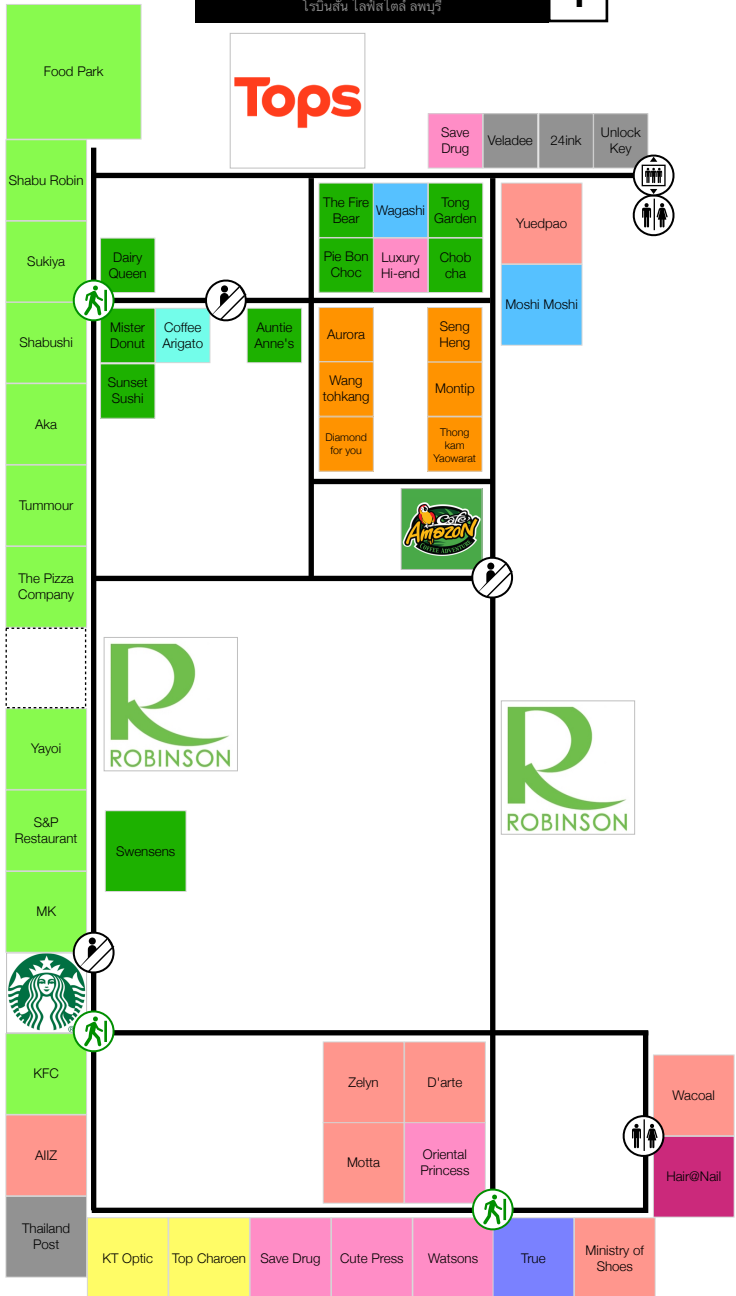 โรบินสัน ไลฟ์สไตล์ ลพบุรี
Food Park
Tops
Save
Drug
Veladee
24ink
Unlock
Key
Shabu Robin
The Fire
Bear
Wagashi
Tong
Garden
Yuedpao
Sukiya
Dairy
Queen
Pie Bon
Choc
Luxury
Hi-end
Chob
cha
Moshi Moshi
Shabushi
Mister
Donut
Coffee
Arigato
Auntie
Anne's
Aurora
Seng
Heng
Sunset
Sushi
Wang
tohkang
Montip
Aka
Diamond
for you
Thong
kam
Yaowarat
Tummour
Café
Amazon
COFFEE ADVENTURE
The Pizza
Company
ROBINSON
ROBINSON
Yayoi
S&P
Restaurant
Swensens
MK
KFC
Zelyn
D'arte
Wacoal
AllZ
Motta
Oriental
Princess
Hair@Nail
Thailand
Post
KT Optic
Top Charoen
Save Drug
Cute Press
Watsons
True
Ministry of
Shoes